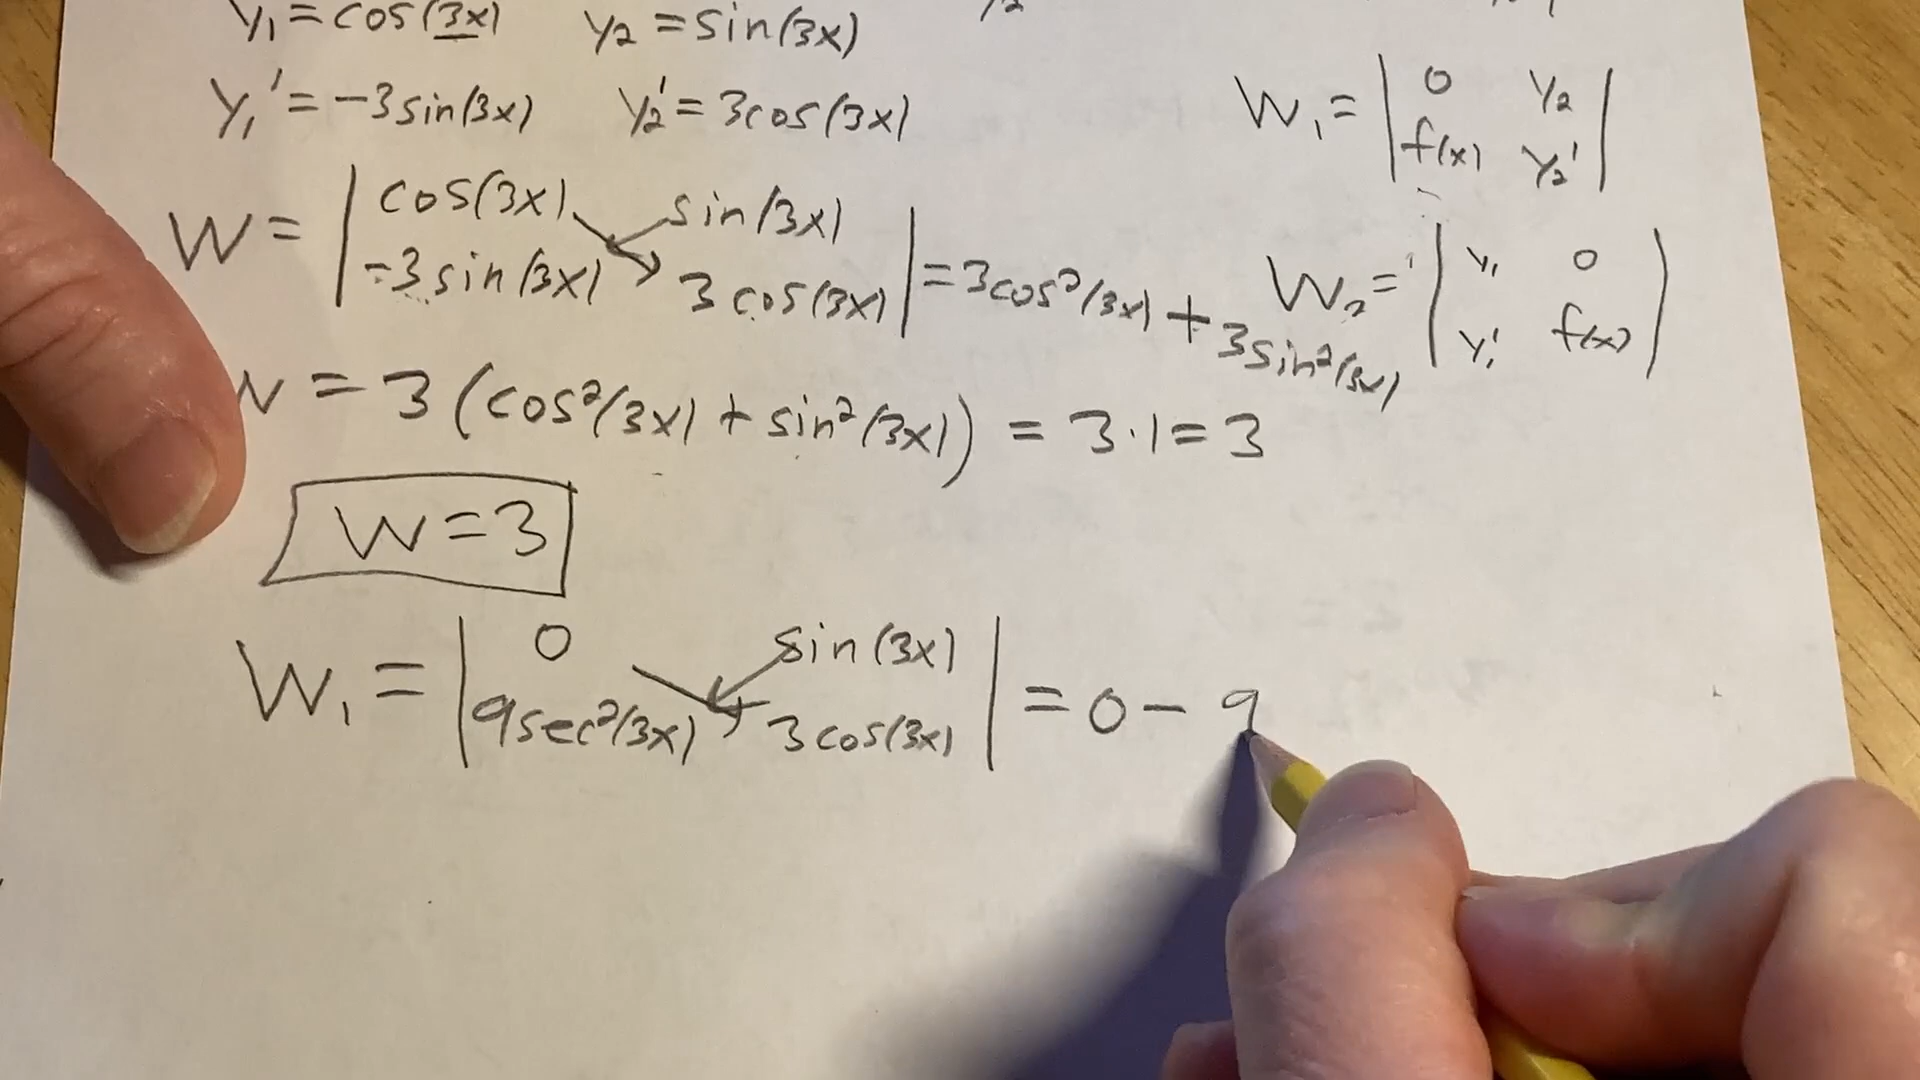 y₁ = cos(3x) y₂ = sin(3x)
y₁' = -3sin(3x) y₂' = 3cos(3x)
W₁ = | 0 y₂ |
| f(x) y₂' |
W = | cos(3x) sin(3x) |
| -3sin(3x) 3cos(3x) | = 3cos²(3x) + 3sin²(3x)
W₂ = | y₁ 0 |
| y₁' f(x) |
W = 3(cos²(3x) + sin²(3x)) = 3·1 = 3
W = 3
W₁ = | 0 sin(3x) |
| 9sec²(3x) 3cos(3x) | = 0 - 9